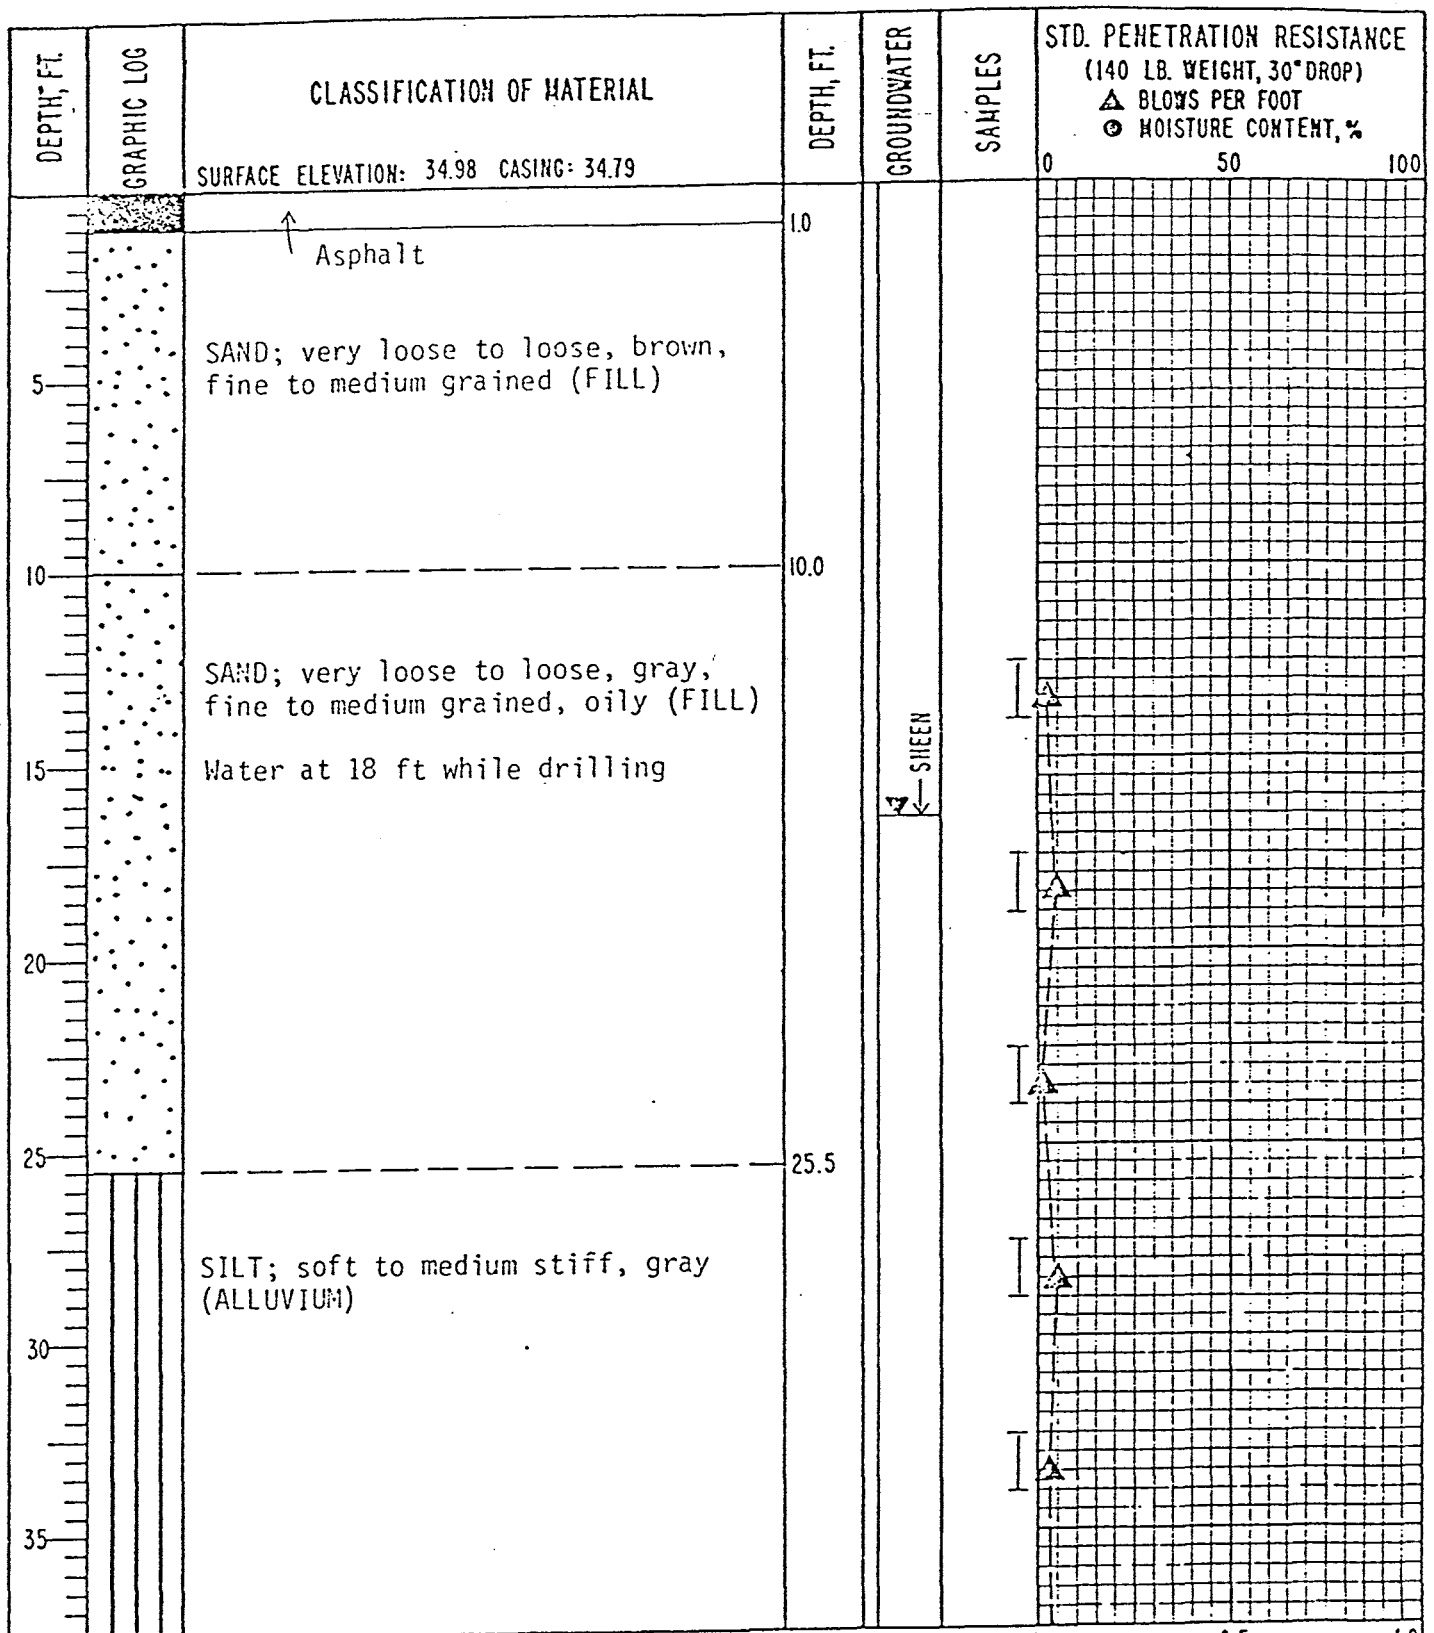 DEPTH, FT.
GRAPHIC LOG
CLASSIFICATION OF MATERIAL
SURFACE ELEVATION: 34.98 CASING: 34.79
DEPTH, FT.
GROUNDWATER
SAMPLES
STD. PENETRATION RESISTANCE
(140 LB. WEIGHT, 30" DROP)
△ BLOWS PER FOOT
MOISTURE CONTENT, %
0 50 100
Asphalt
1.0
SAND; very loose to loose, brown,
fine to medium grained (FILL)
5
10
10.0
SAND; very loose to loose, gray,
fine to medium grained, oily (FILL)
Water at 18 ft while drilling
SHEEN
15
20
25
25.5
SILT; soft to medium stiff, gray
(ALLUVIUM)
30
35